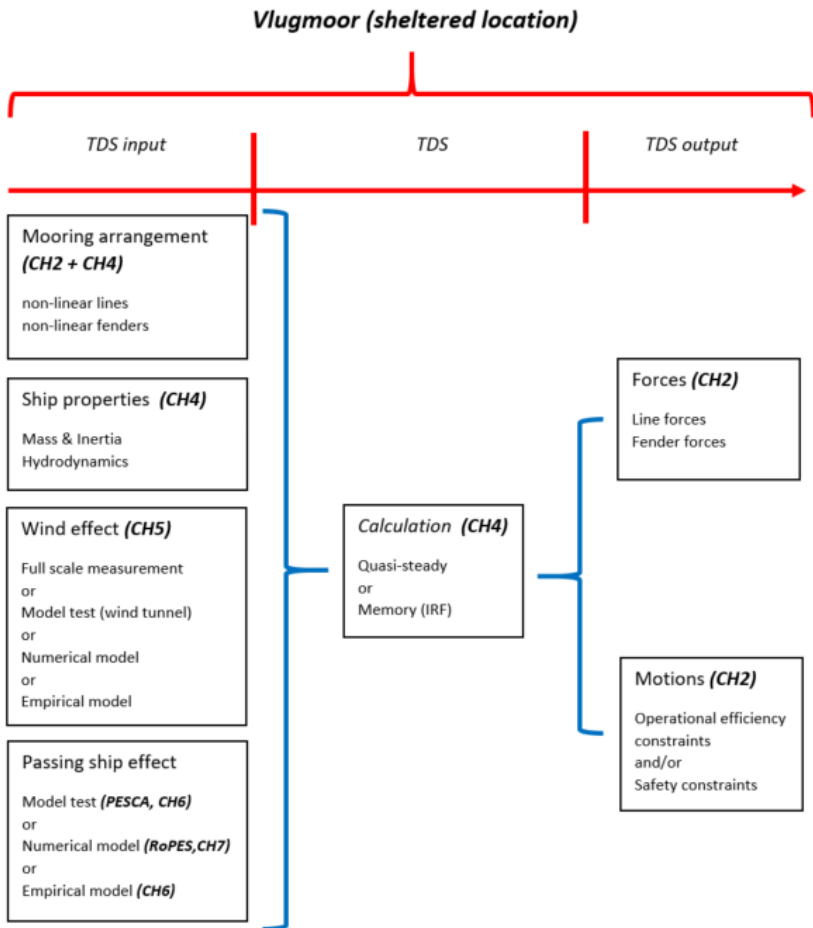 Vlugmoor (sheltered location)
TDS input
TDS
TDS output
Mooring arrangement
(CH2 + CH4)
non-linear lines
non-linear fenders
Ship properties (CH4)
Mass & Inertia
Hydrodynamics
Wind effect (CH5)
Full scale measurement
or
Model test (wind tunnel)
or
Numerical model
or
Empirical model
Passing ship effect
Model test (PESCA, CH6)
or
Numerical model (RoPES,CH7)
or
Empirical model (CH6)
Calculation (CH4)
Quasi-steady
or
Memory (IRF)
Forces (CH2)
Line forces
Fender forces
Motions (CH2)
Operational efficiency
constraints
and/or
Safety constraints